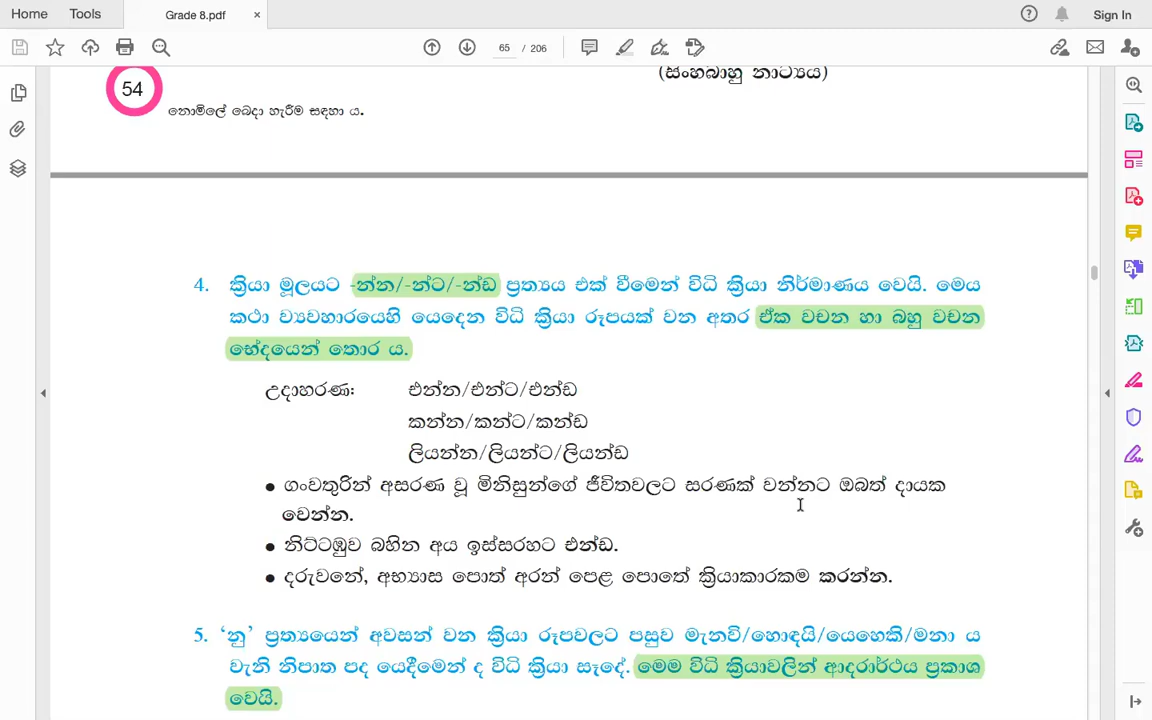 Home Tools Grade 8.pdf × Sign In
65 / 206
(සිංහබාහු නාට්‍යය)
54
නොමිලේ බෙදා හැරීම සඳහා ය.
4. ක්‍රියා මූලයට -න්න/-න්ට/-න්ඩ ප්‍රත්‍යය එක් වීමෙන් විධි ක්‍රියා නිර්මාණය වෙයි. මෙය
කථා ව්‍යවහාරයෙහි යෙදෙන විධි ක්‍රියා රූපයක් වන අතර ඒක වචන හා බහු වචන
භේදයෙන් තොර ය.
උදාහරණ: එන්න/එන්ට/එන්ඩ
කන්න/කන්ට/කන්ඩ
ලියන්න/ලියන්ට/ලියන්ඩ
● ගංවතුරින් අසරණ වූ මිනිසුන්ගේ ජීවිතවලට සරණක් වන්නට ඔබත් දායක
වෙන්න.
● නිට්ටඹුව බහින අය ඉස්සරහට එන්ඩ.
● දරුවනේ, අභ්‍යාස පොත් අරන් පෙළ පොතේ ක්‍රියාකාරකම කරන්න.
5. ‘නු’ ප්‍රත්‍යයෙන් අවසන් වන ක්‍රියා රූපවලට පසුව මැනවි/හොඳයි/යෙහෙකි/මනා ය
වැනි නිපාත පද යෙදීමෙන් ද විධි ක්‍රියා සෑදේ. මෙම විධි ක්‍රියාවලින් ආදරාර්ථය ප්‍රකාශ
වෙයි.